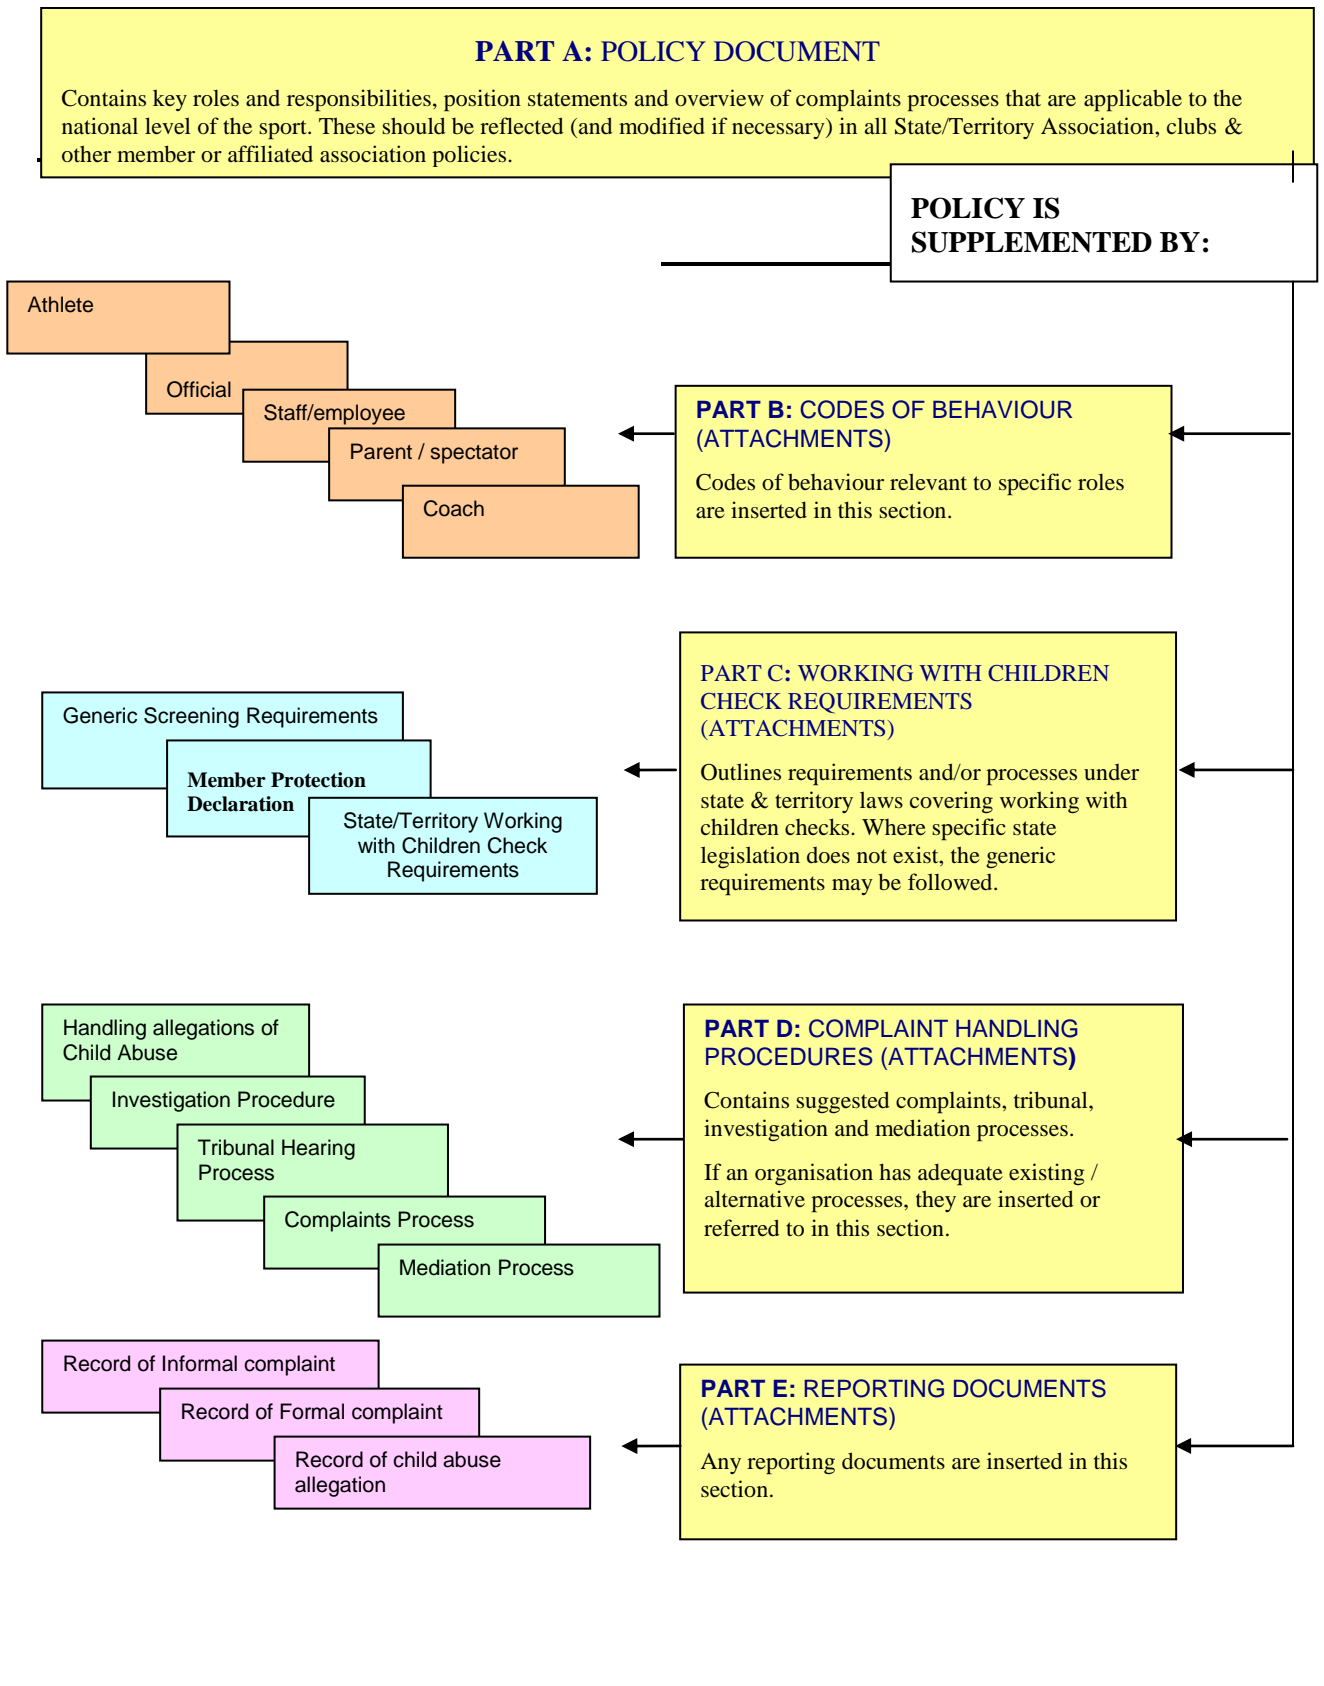 PART A: POLICY DOCUMENT
Contains key roles and responsibilities, position statements and overview of complaints processes that are applicable to the
national level of the sport. These should be reflected (and modified if necessary) in all State/Territory Association, clubs &
other member or affiliated association policies.
POLICY IS
SUPPLEMENTED BY:
Athlete
Official
Staff/employee
Parent / spectator
Coach
PART B: CODES OF BEHAVIOUR
(ATTACHMENTS)
Codes of behaviour relevant to specific roles
are inserted in this section.
Generic Screening Requirements
Member Protection
Declaration
State/Territory Working
with Children Check
Requirements
PART C: WORKING WITH CHILDREN
CHECK REQUIREMENTS
(ATTACHMENTS)
Outlines requirements and/or processes under
state & territory laws covering working with
children checks. Where specific state
legislation does not exist, the generic
requirements may be followed.
Handling allegations of
Child Abuse
Investigation Procedure
Tribunal Hearing
Process
Complaints Process
Mediation Process
PART D: COMPLAINT HANDLING
PROCEDURES (ATTACHMENTS)
Contains suggested complaints, tribunal,
investigation and mediation processes.
If an organisation has adequate existing /
alternative processes, they are inserted or
referred to in this section.
Record of Informal complaint
Record of Formal complaint
Record of child abuse
allegation
PART E: REPORTING DOCUMENTS
(ATTACHMENTS)
Any reporting documents are inserted in this
section.